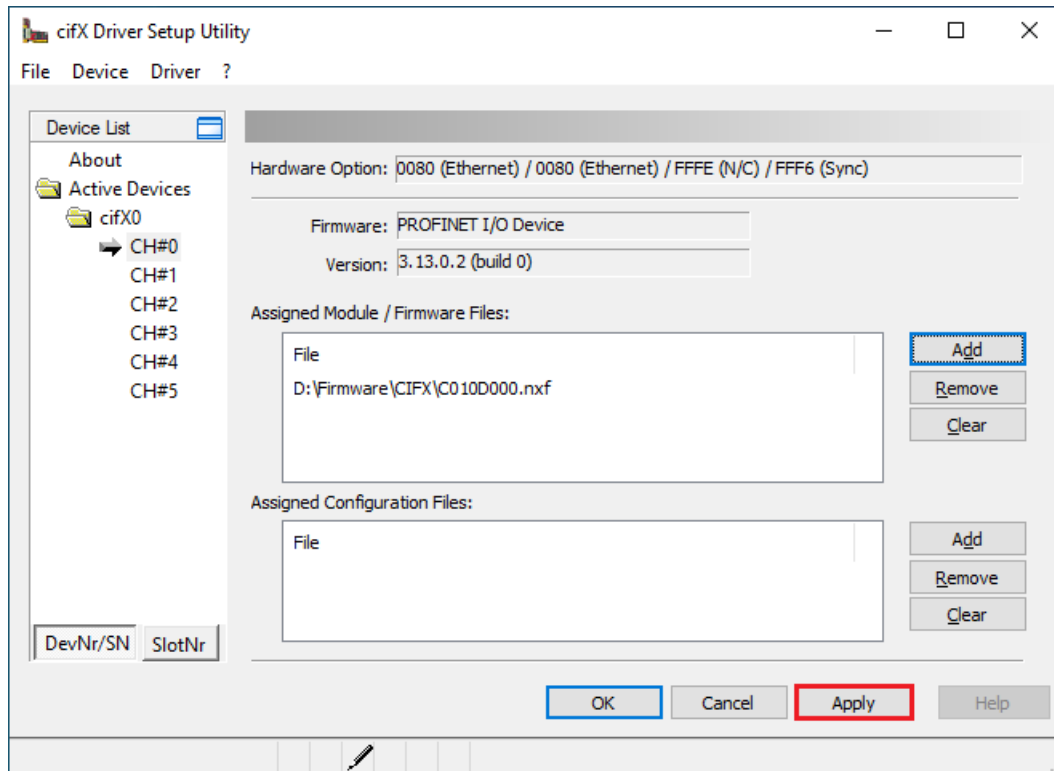 cifX Driver Setup Utility
File Device Driver ?
Device List
About
Active Devices
cifX0
CH#0
CH#1
CH#2
CH#3
CH#4
CH#5
DevNr/SN SlotNr
Hardware Option: 0080 (Ethernet) / 0080 (Ethernet) / FFFE (N/C) / FFF6 (Sync)
Firmware: PROFINET I/O Device
Version: 3.13.0.2 (build 0)
Assigned Module / Firmware Files:
File
D:\Firmware\CIFX\C010D000.nxf
Add
Remove
Clear
Assigned Configuration Files:
File
Add
Remove
Clear
OK Cancel Apply Help